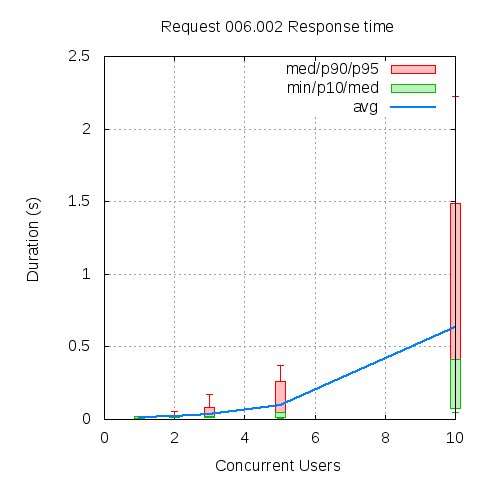 Request 006.002 Response time
med/p90/p95
min/p10/med
avg
Duration (s)
2.5
2
1.5
1
0.5
0
0
2
4
6
8
10
Concurrent Users